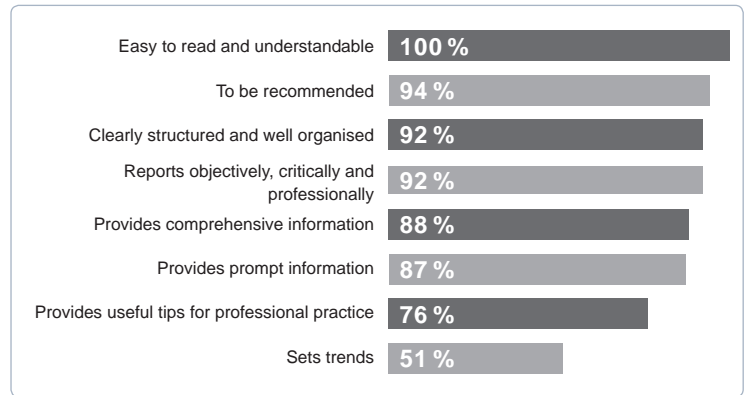 Easy to read and understandable 100 %
To be recommended 94 %
Clearly structured and well organised 92 %
Reports objectively, critically and
professionally 92 %
Provides comprehensive information 88 %
Provides prompt information 87 %
Provides useful tips for professional practice 76 %
Sets trends 51 %